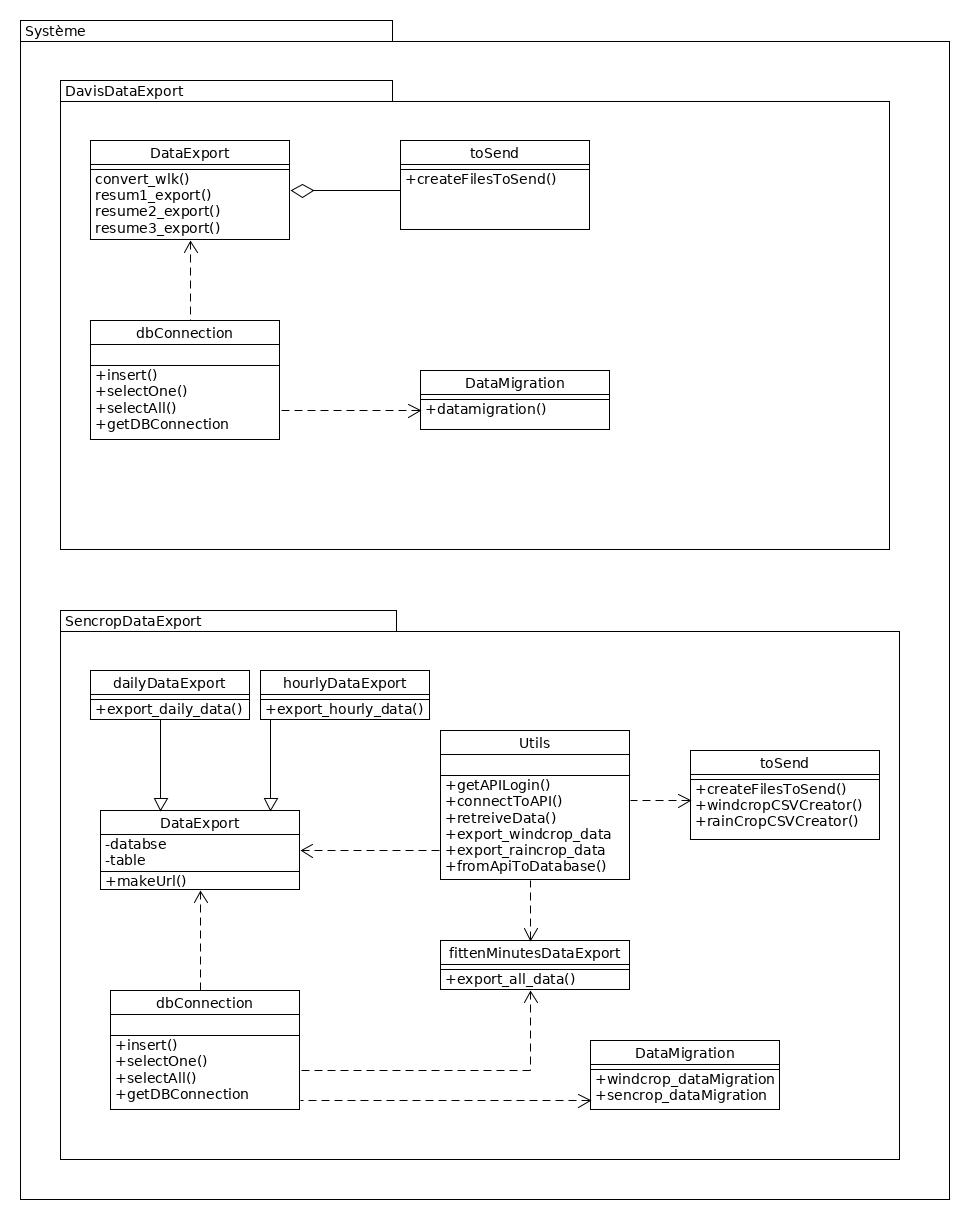 Système
DavisDataExport
DataExport
convert_wlk()
resum1_export()
resume2_export()
resume3_export()
toSend
+createFilesToSend()
dbConnection
+insert()
+selectOne()
+selectAll()
+getDBConnection
DataMigration
+datamigration()
SencropDataExport
dailyDataExport
+export_daily_data()
hourlyDataExport
+export_hourly_data()
Utils
+getAPILogin()
+connectToAPI()
+retreiveData()
+export_windcrop_data
+export_raincrop_data
+fromApiToDatabase()
toSend
+createFilesToSend()
+windcropCSVCreator()
+rainCropCSVCreator()
DataExport
-databse
-table
+makeUrl()
fittenMinutesDataExport
+export_all_data()
dbConnection
+insert()
+selectOne()
+selectAll()
+getDBConnection
DataMigration
+windcrop_dataMigration
+sencrop_dataMigration